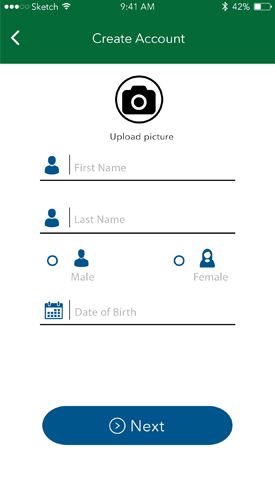 Sketch 9:41 AM 42%
Create Account
Upload picture
First Name
Last Name
Male Female
Date of Birth
Next